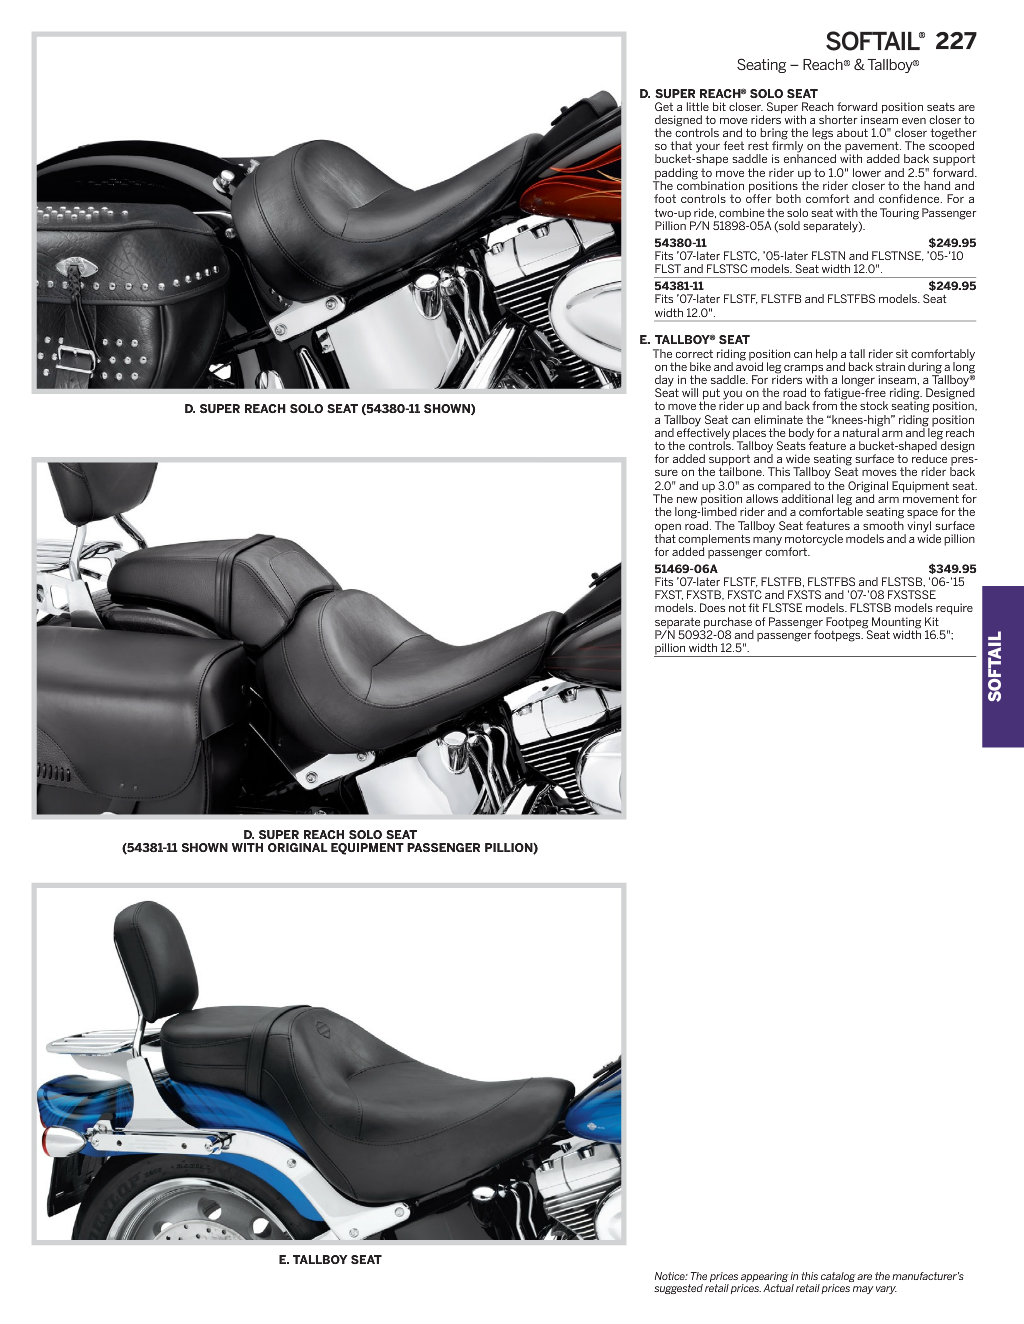 SOFTAIL® 227
Seating – Reach® & Tallboy®
D. SUPER REACH® SOLO SEAT
Get a little bit closer. Super Reach forward position seats are
designed to move riders with a shorter inseam even closer to
the controls and to bring the legs about 1.0" closer together
so that your feet rest firmly on the pavement. The scooped
bucket-shape saddle is enhanced with added back support
padding to move the rider up to 1.0" lower and 2.5" forward.
The combination positions the rider closer to the hand and
foot controls to offer both comfort and confidence. For a
two-up ride, combine the solo seat with the Touring Passenger
Pillion P/N 51898-05A (sold separately).
54380-11 $249.95
Fits ’07-later FLSTC, ’05-later FLSTN and FLSTNSE, ’05-’10
FLST and FLSTSC models. Seat width 12.0".
54381-11 $249.95
Fits ’07-later FLSTF, FLSTFB and FLSTFBS models. Seat
width 12.0".
E. TALLBOY® SEAT
The correct riding position can help a tall rider sit comfortably
on the bike and avoid leg cramps and back strain during a long
day in the saddle. For riders with a longer inseam, a Tallboy®
Seat will put you on the road to fatigue-free riding. Designed
to move the rider up and back from the stock seating position,
a Tallboy Seat can eliminate the “knees-high” riding position
and effectively places the body for a natural arm and leg reach
to the controls. Tallboy Seats feature a bucket-shaped design
for added support and a wide seating surface to reduce pres-
sure on the tailbone. This Tallboy Seat moves the rider back
2.0" and up 3.0" as compared to the Original Equipment seat.
The new position allows additional leg and arm movement for
the long-limbed rider and a comfortable seating space for the
open road. The Tallboy Seat features a smooth vinyl surface
that complements many motorcycle models and a wide pillion
for added passenger comfort.
51469-06A $349.95
Fits ’07-later FLSTF, FLSTFB, FLSTFBS and FLSTSB, ’06-’15
FXST, FXSTB, FXSTC and FXSTS and ’07-’08 FXSTSSE
models. Does not fit FLSTSE models. FLSTSB models require
separate purchase of Passenger Footpeg Mounting Kit
P/N 50932-08 and passenger footpegs. Seat width 16.5";
pillion width 12.5".
D. SUPER REACH SOLO SEAT (54380-11 SHOWN)
D. SUPER REACH SOLO SEAT
(54381-11 SHOWN WITH ORIGINAL EQUIPMENT PASSENGER PILLION)
DUNLOP
E. TALLBOY SEAT
SOFTAIL
Notice: The prices appearing in this catalog are the manufacturer’s
suggested retail prices. Actual retail prices may vary.